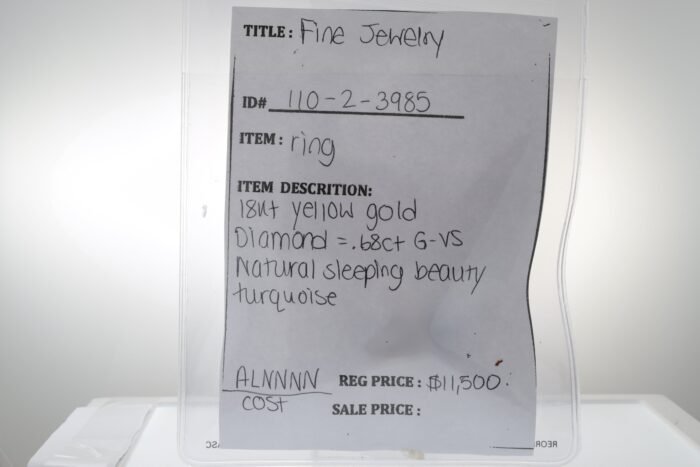 TITLE: Fine Jewelry
ID# 110-2-3985
ITEM: ring
ITEM DESCRITION:
18kt yellow gold
Diamond = .68ct G-VS
Natural sleeping beauty
turquoise
ALNNNN REG PRICE: $11,500.
COST SALE PRICE: